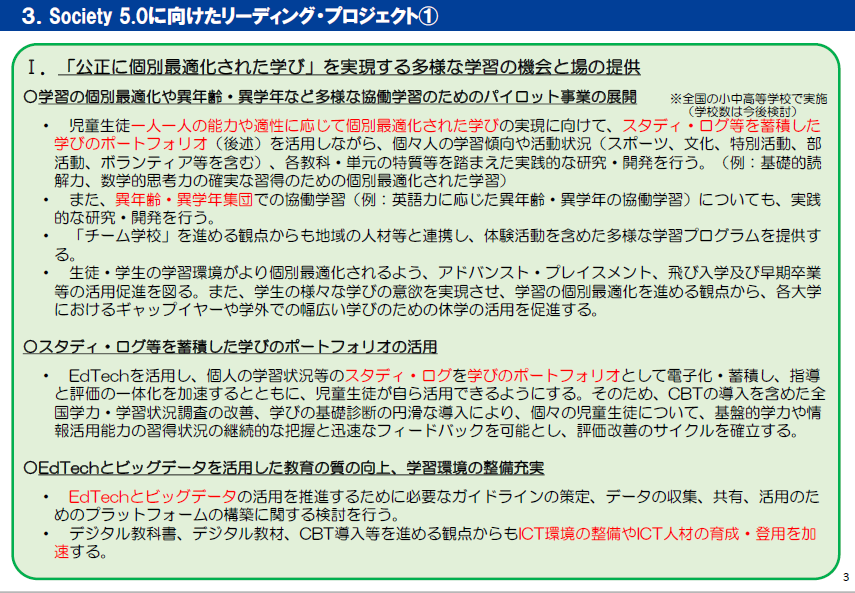 ３．Society 5.0に向けたリーディング・プロジェクト①
Ⅰ．「公正に個別最適化された学び」を実現する多様な学習の機会と場の提供
○学習の個別最適化や異年齢・異学年など多様な協働学習のためのパイロット事業の展開
※全国の小中高等学校で実施
（学校数は今後検討）
・　児童生徒一人一人の能力や適性に応じて個別最適化された学びの実現に向けて、スタディ・ログ等を蓄積した
学びのポートフォリオ（後述）を活用しながら、個々人の学習傾向や活動状況（スポーツ、文化、特別活動、部
活動、ボランティア等を含む）、各教科・単元の特質等を踏まえた実践的な研究・開発を行う。（例：基礎的読
解力、数学的思考力の確実な習得のための個別最適化された学習）
・　また、異年齢・異学年集団での協働学習（例：英語力に応じた異年齢・異学年の協働学習）についても、実践
的な研究・開発を行う。
・　「チーム学校」を進める観点からも地域の人材等と連携し、体験活動を含めた多様な学習プログラムを提供す
る。
・　生徒・学生の学習環境がより個別最適化されるよう、アドバンスト・プレイスメント、飛び入学及び早期卒業
等の活用促進を図る。また、学生の様々な学びの意欲を実現させ、学習の個別最適化を進める観点から、各大学
におけるギャップイヤーや学外での幅広い学びのための休学の活用を促進する。
○スタディ・ログ等を蓄積した学びのポートフォリオの活用
・　EdTechを活用し、個人の学習状況等のスタディ・ログを学びのポートフォリオとして電子化・蓄積し、指導
と評価の一体化を加速するとともに、児童生徒が自ら活用できるようにする。そのため、CBTの導入を含めた全
国学力・学習状況調査の改善、学びの基礎診断の円滑な導入により、個々の児童生徒について、基盤的学力や情
報活用能力の習得状況の継続的な把握と迅速なフィードバックを可能とし、評価改善のサイクルを確立する。
○EdTechとビッグデータを活用した教育の質の向上、学習環境の整備充実
・　EdTechとビッグデータの活用を推進するために必要なガイドラインの策定、データの収集、共有、活用のた
めのプラットフォームの構築に関する検討を行う。
・　デジタル教科書、デジタル教材、CBT導入等を進める観点からもICT環境の整備やICT人材の育成・登用を加
速する。
3